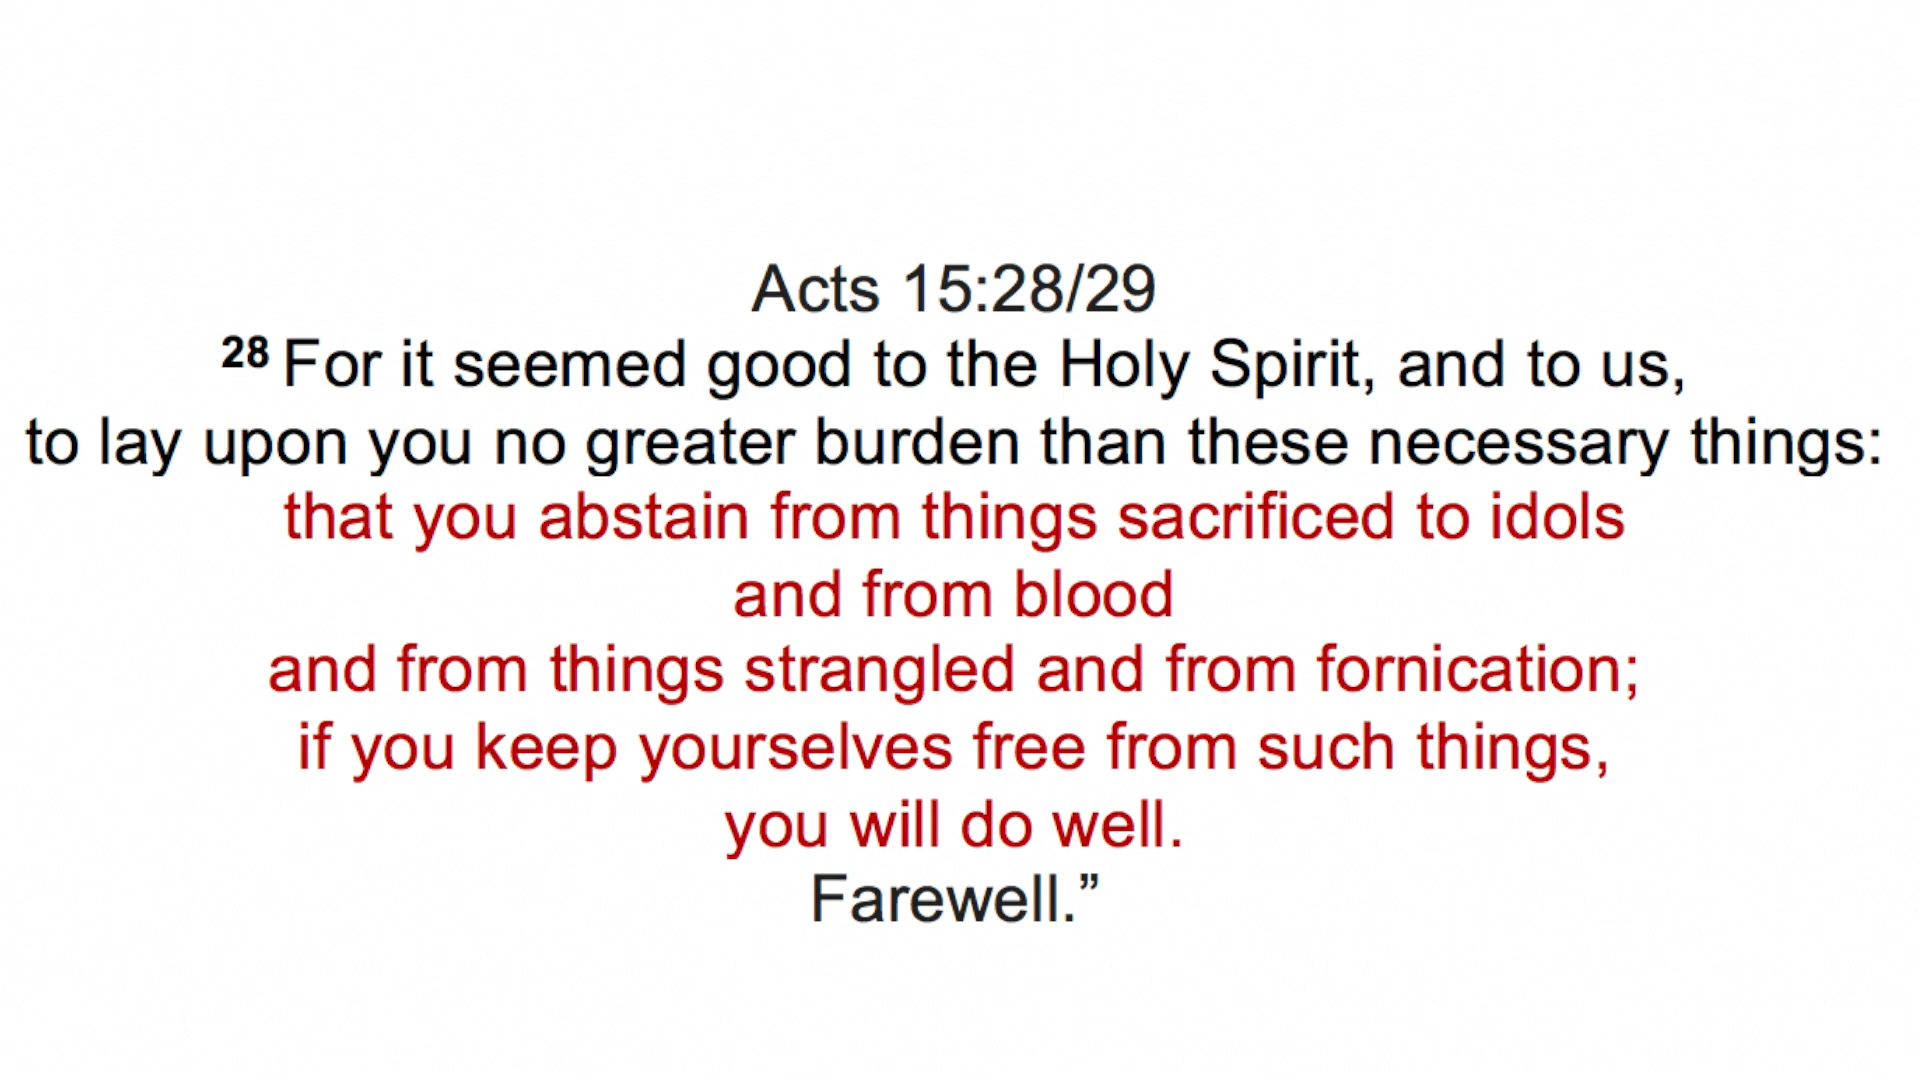 Acts 15:28/29
28 For it seemed good to the Holy Spirit, and to us,
to lay upon you no greater burden than these necessary things:
that you abstain from things sacrificed to idols
and from blood
and from things strangled and from fornication;
if you keep yourselves free from such things,
you will do well.
Farewell.”